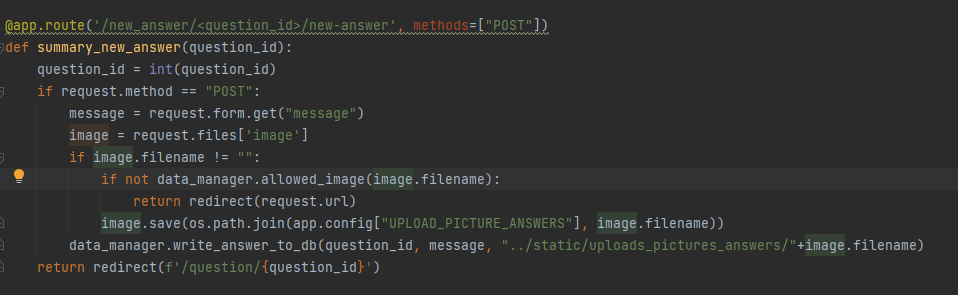 @app.route('/new_answer/<question_id>/new-answer', methods=["POST"])
def summary_new_answer(question_id):
    question_id = int(question_id)
    if request.method == "POST":
        message = request.form.get("message")
        image = request.files['image']
        if image.filename != "":
            if not data_manager.allowed_image(image.filename):
                return redirect(request.url)
            image.save(os.path.join(app.config["UPLOAD_PICTURE_ANSWERS"], image.filename))
        data_manager.write_answer_to_db(question_id, message, "../static/uploads_pictures_answers/"+image.filename)
    return redirect(f'/question/{question_id}')